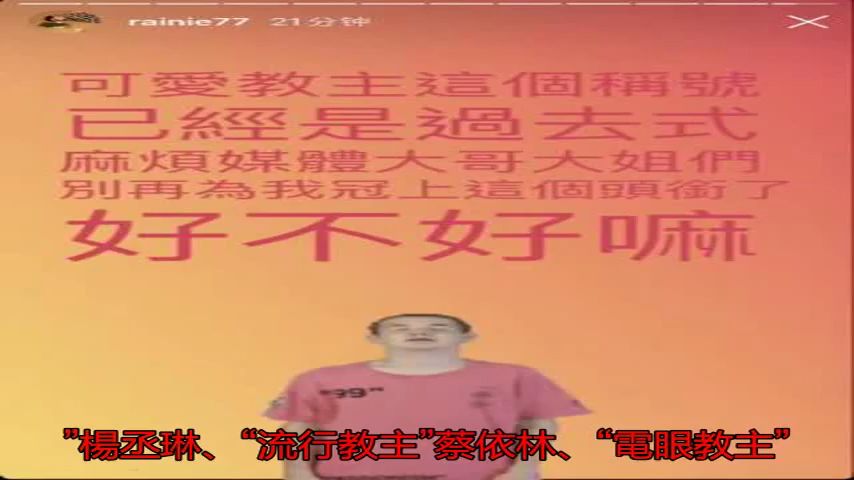 rainie77 21分钟
可愛教主這個稱號
已經是過去式
麻煩媒體大哥大姐們
別再為我冠上這個頭銜了
好不好嘛
"99"
”楊丞琳、“流行教主”蔡依林、“電眼教主”